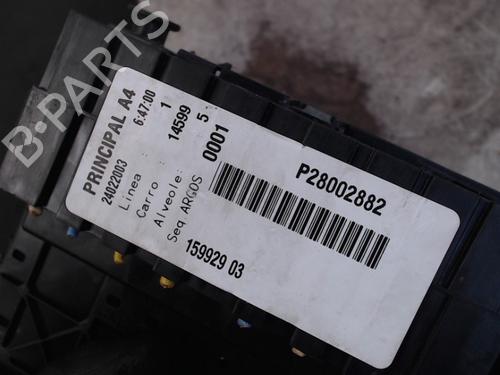 PRINCIPAL A4
24022003 6:47:00
Linea 1
Carro 14599
Alveole: 5
Seq ARGOS 0001
159929 03
P28002882
B-PARTS